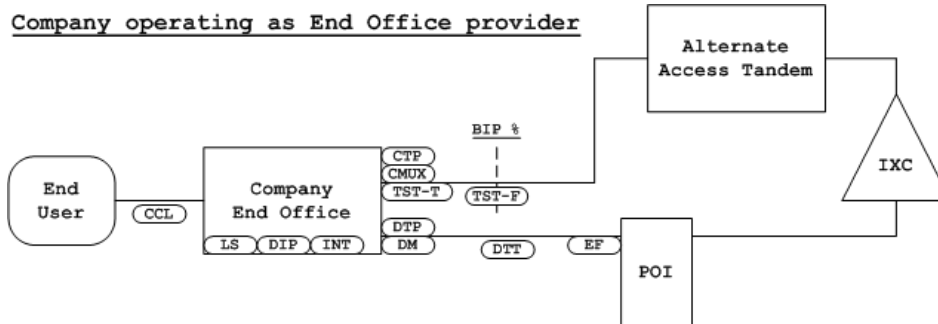 Company operating as End Office provider
Alternate
Access Tandem
BIP %
IXC
CTP
CMUX
TST-T
TST-F
End
User
CCL
Company
End Office
LS
DIP
INT
DTP
DM
DTT
EF
POI